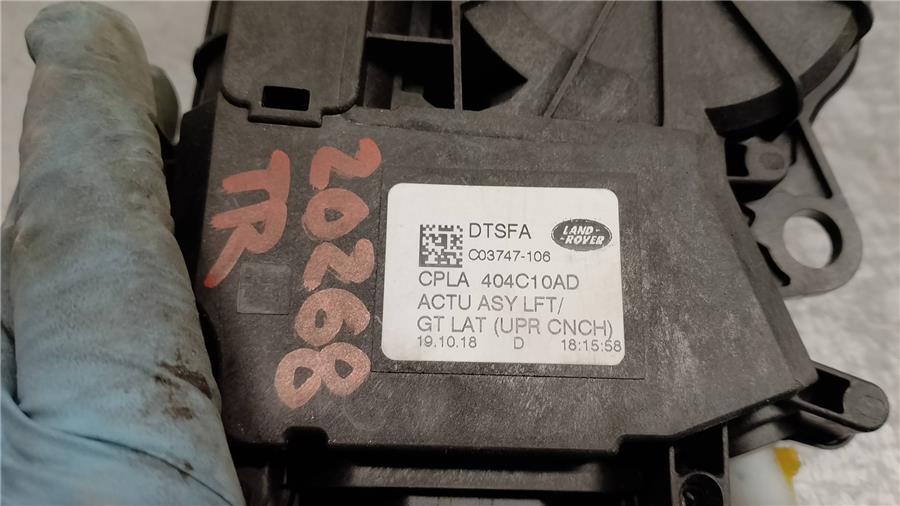 TR
20268
DTSFA
LAND-
-ROVER
C03747-106
CPLA 404C10AD
ACTU ASY LFT/
GT LAT (UPR CNCH)
19.10.18 D 18:15:58